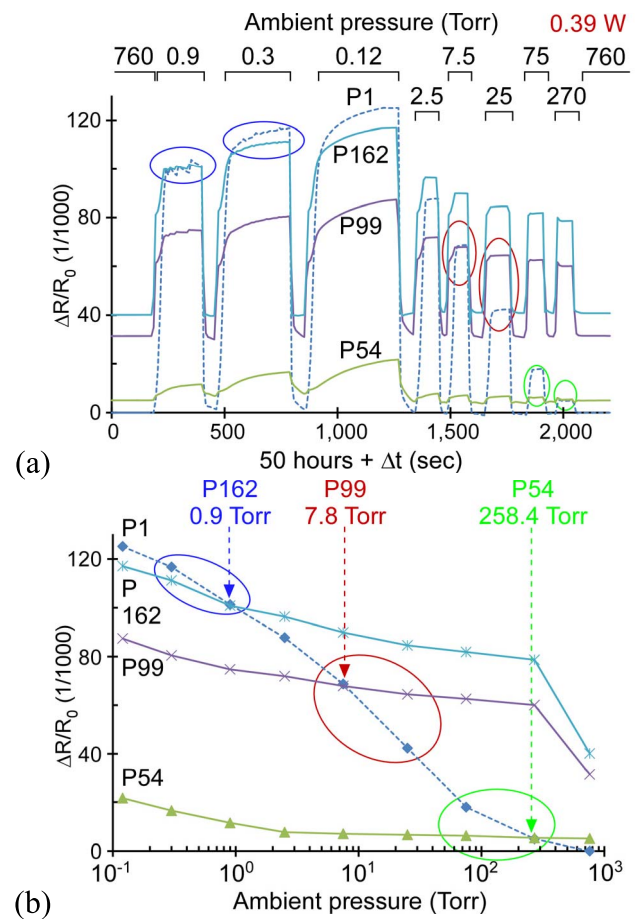 Ambient pressure (Torr) 0.39 W
760 0.9 0.3 0.12 7.5 75 760
2.5 25 270
P1
P162
P99
P54
120
80
40
0
ΔR/R0 (1/1000)
0 500 1,000 1,500 2,000
50 hours + Δt (sec)
(a)
P162 P99 P54
0.9 Torr 7.8 Torr 258.4 Torr
P1
P
162
P99
P54
120
80
40
0
ΔR/R0 (1/1000)
10-1 100 101 102 103
Ambient pressure (Torr)
(b)